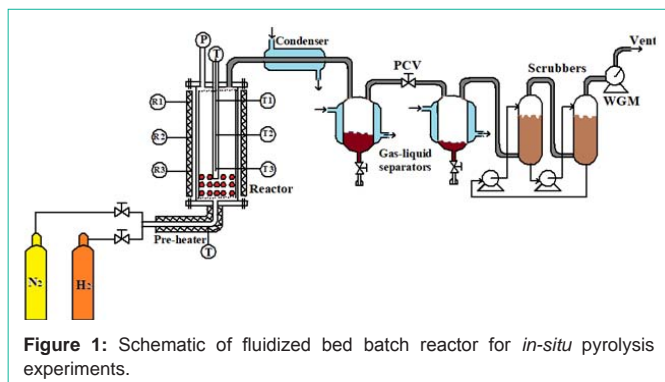 P
T
Condenser
PCV
Vent
Scrubbers
WGM
R1
T1
R2
T2
R3
T3
Gas-liquid
separators
Reactor
Pre-heater
T
N2
H2
Figure 1: Schematic of fluidized bed batch reactor for in-situ pyrolysis
experiments.